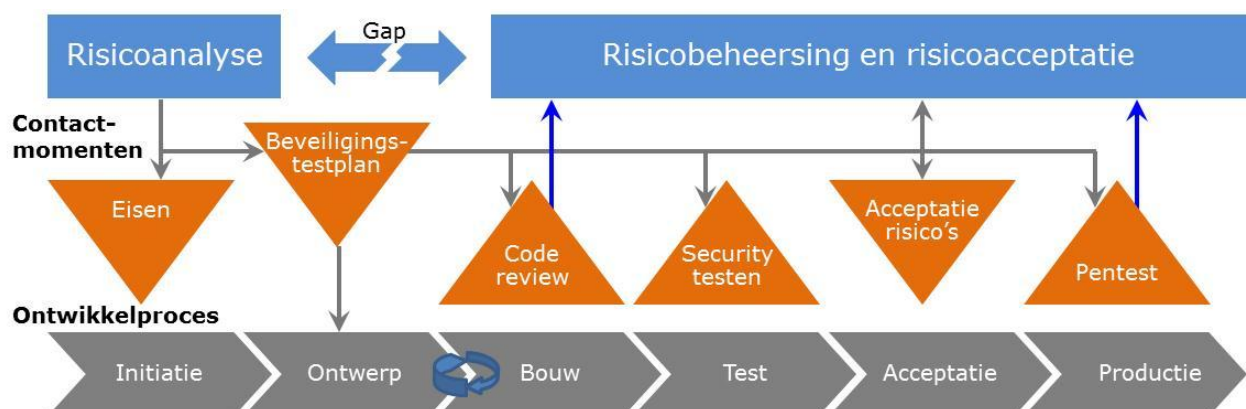 Risicoanalyse
Gap
Risicobeheersing en risicoacceptatie
Contact-
momenten
Beveiligings-
testplan
Eisen
Code
review
Security
testen
Acceptatie
risico's
Pentest
Ontwikkelproces
Initiatie
Ontwerp
Bouw
Test
Acceptatie
Productie